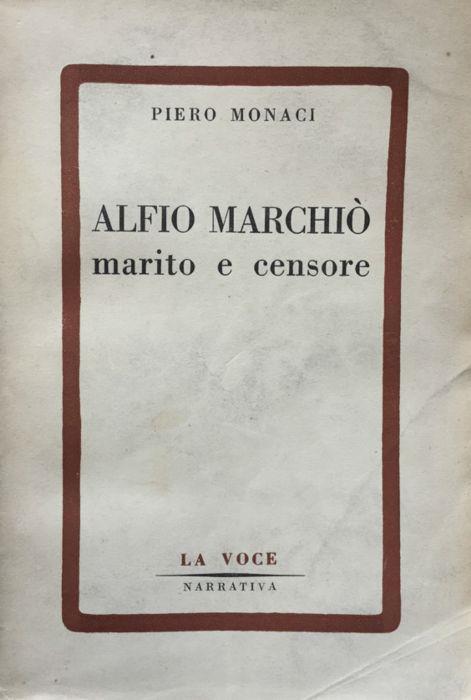 PIERO MONACI
ALFIO MARCHIÒ
marito e censore
LA VOCE
NARRATIVA